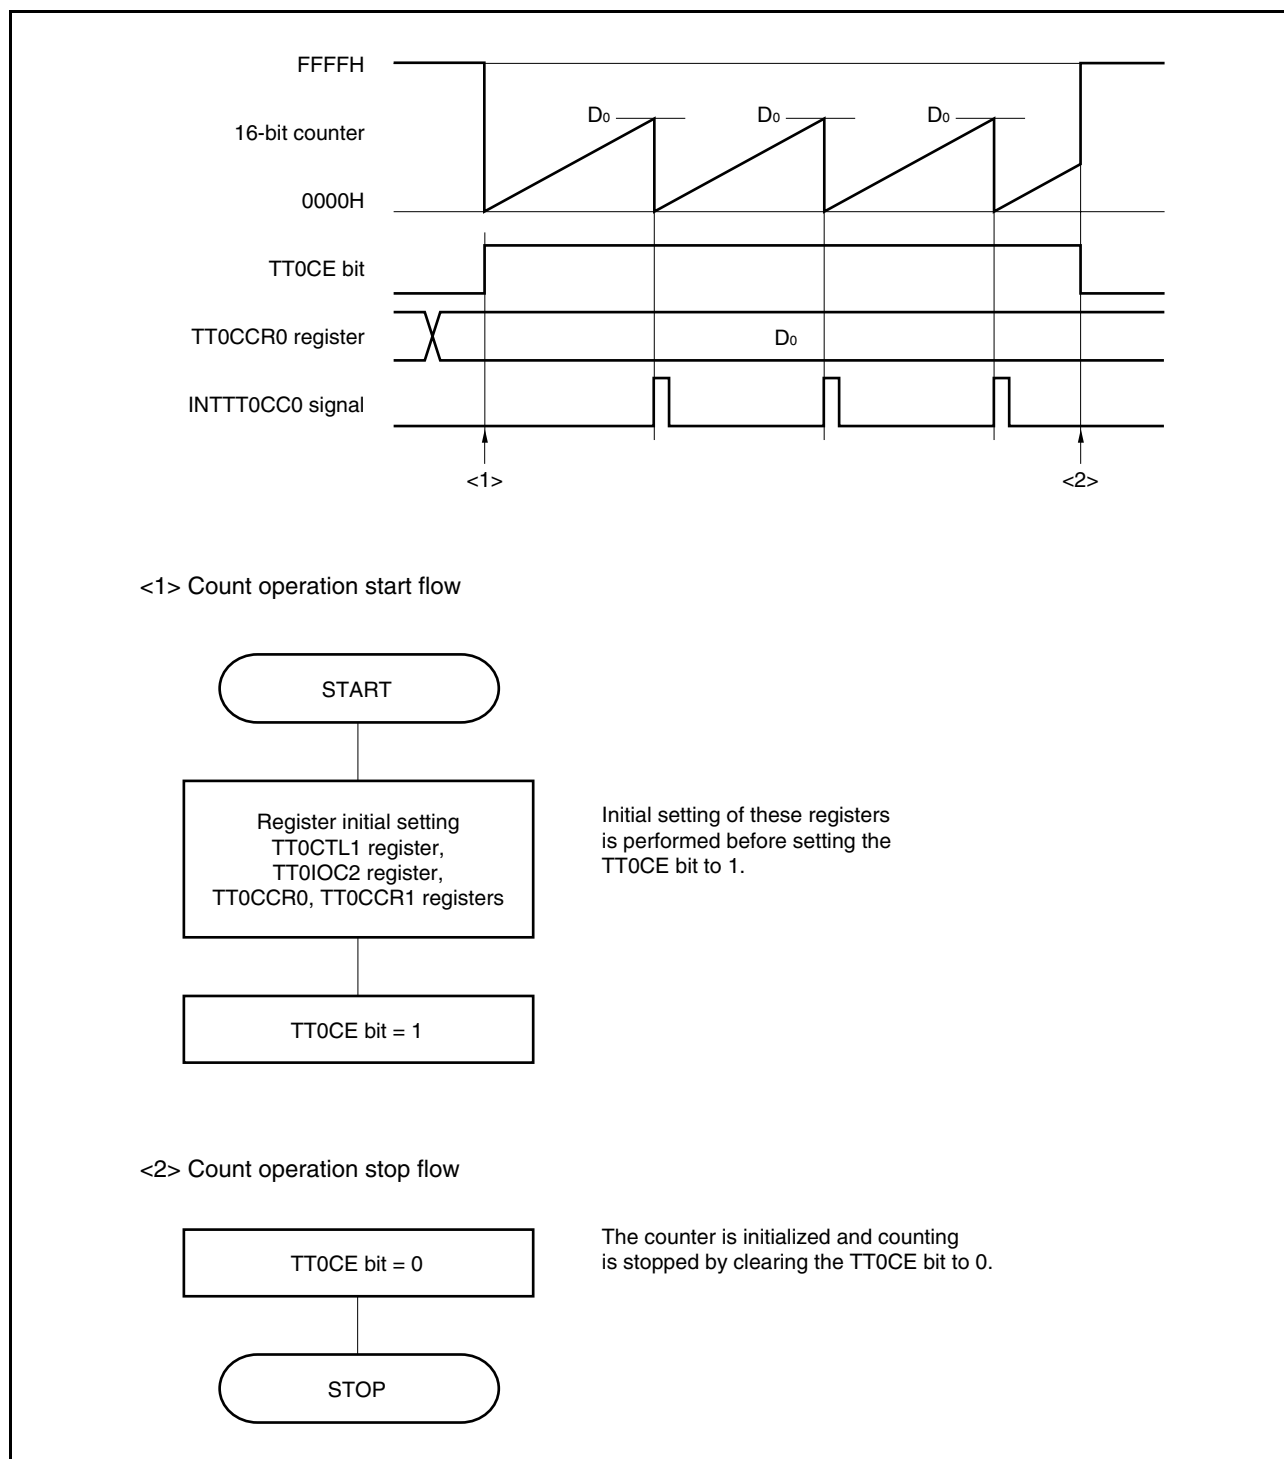 FFFFH
D0 D0 D0
16-bit counter
0000H
TT0CE bit
TT0CCR0 register D0
INTTT0CC0 signal
<1> <2>
<1> Count operation start flow
START
Register initial setting
TT0CTL1 register,
TT0IOC2 register,
TT0CCR0, TT0CCR1 registers
Initial setting of these registers
is performed before setting the
TT0CE bit to 1.
TT0CE bit = 1
<2> Count operation stop flow
TT0CE bit = 0
The counter is initialized and counting
is stopped by clearing the TT0CE bit to 0.
STOP